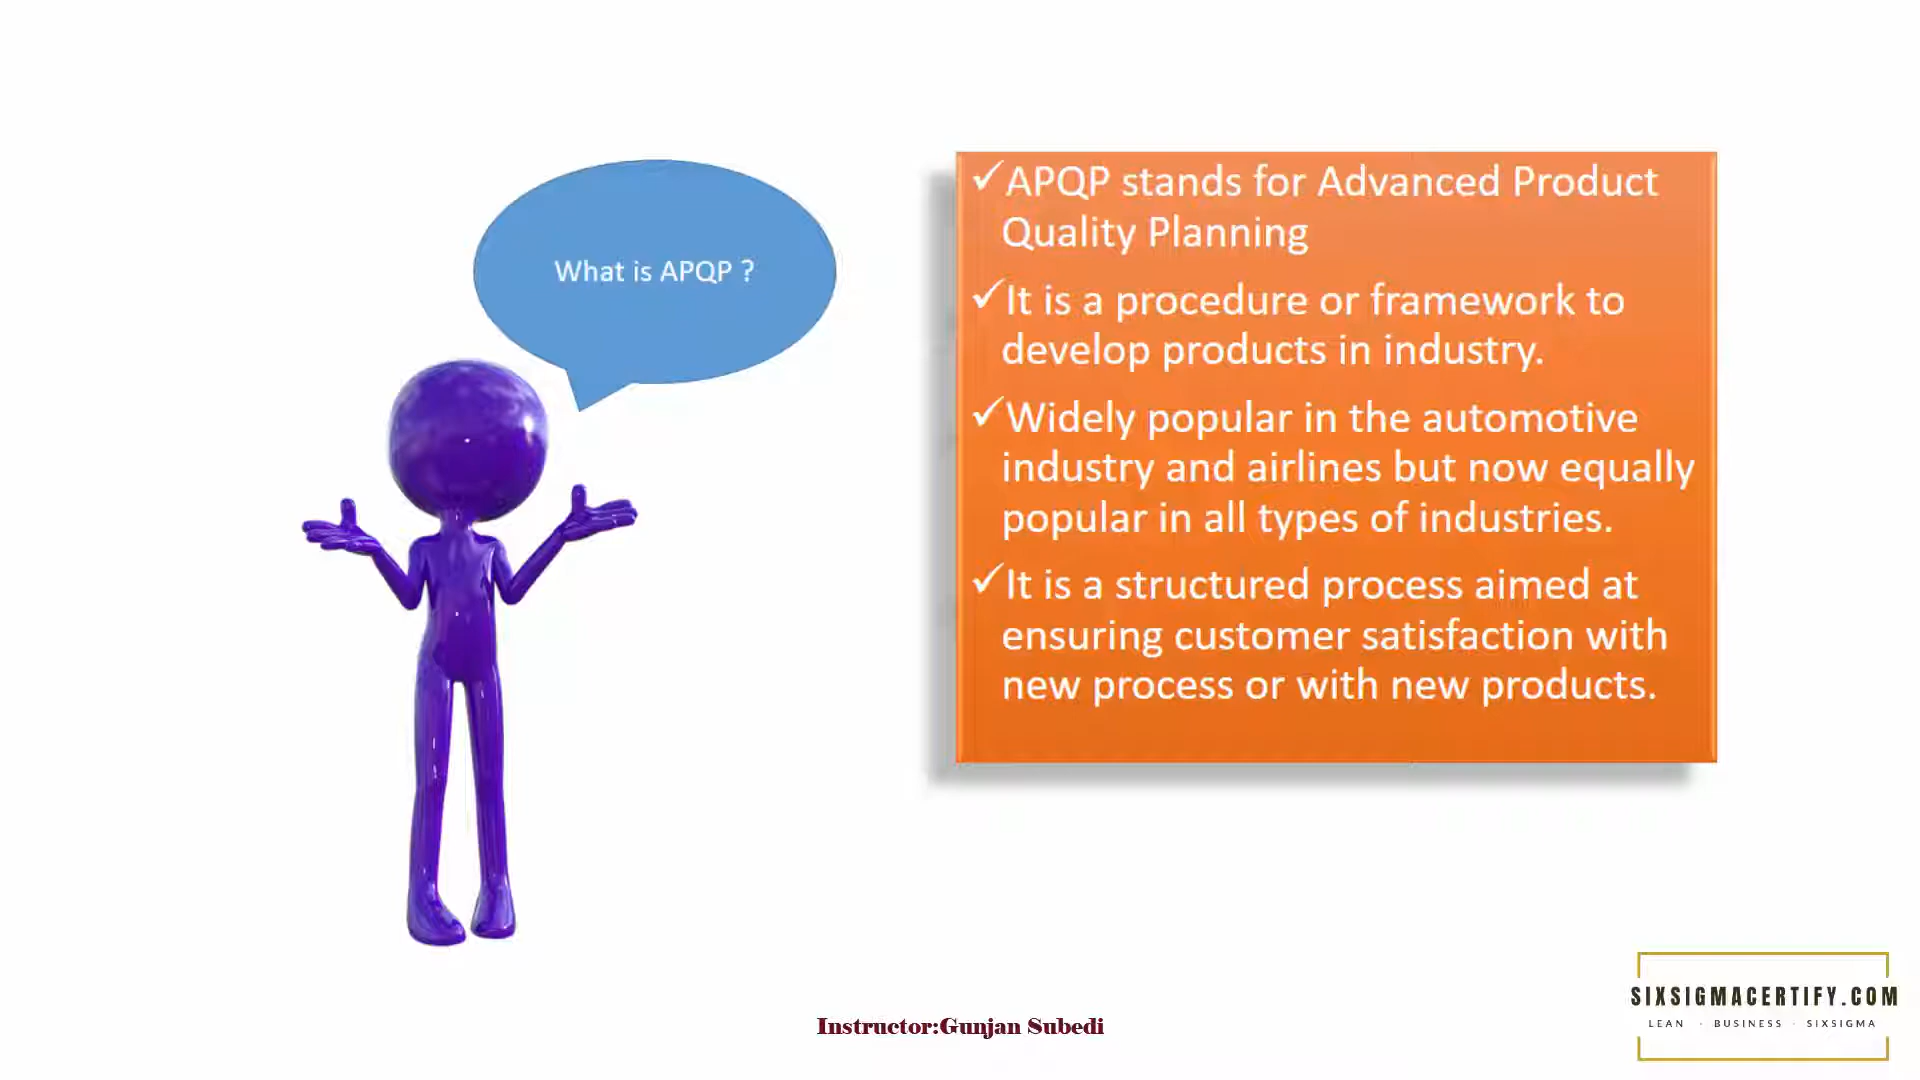 What is APQP ?
✓APQP stands for Advanced Product
Quality Planning
✓It is a procedure or framework to
develop products in industry.
✓Widely popular in the automotive
industry and airlines but now equally
popular in all types of industries.
✓It is a structured process aimed at
ensuring customer satisfaction with
new process or with new products.
Instructor:Gunjan Subedi
SIXSIGMACERTIFY.COM
LEAN · BUSINESS · SIXSIGMA